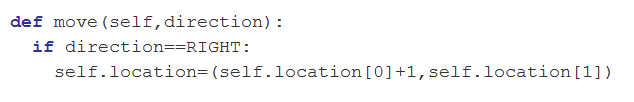 def move(self,direction):
  if direction==RIGHT:
    self.location=(self.location[0]+1,self.location[1])